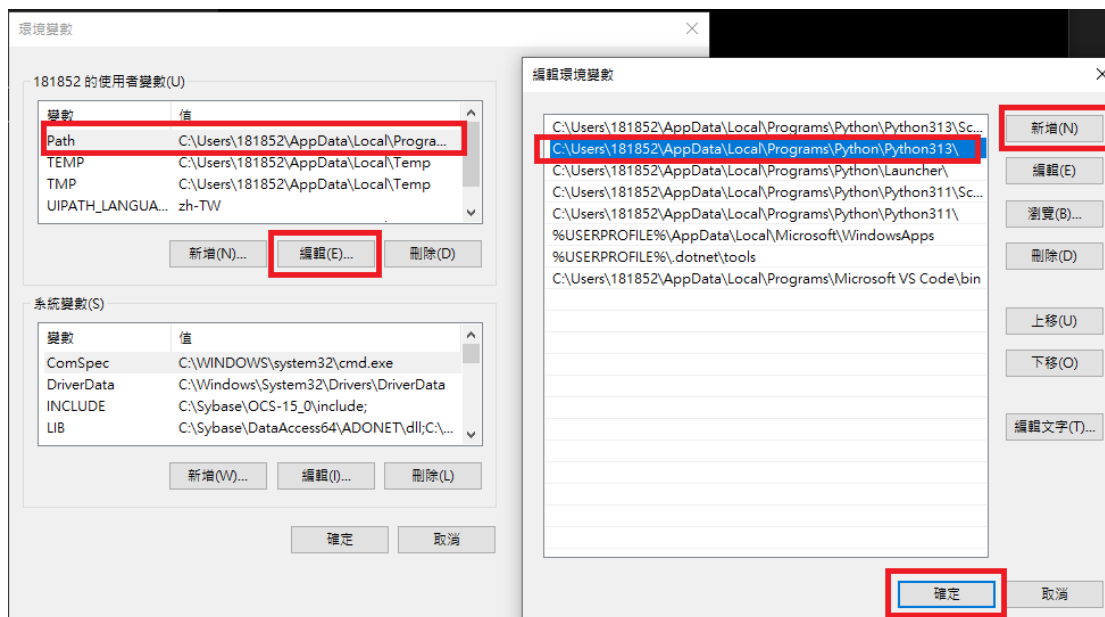 環境變數
181852 的使用者變數(U)
變數 值
Path C:\Users\181852\AppData\Local\Progra...
TEMP C:\Users\181852\AppData\Local\Temp
TMP C:\Users\181852\AppData\Local\Temp
UIPATH_LANGUA... zh-TW
新增(N)...
編輯(E)...
刪除(D)
系統變數(S)
變數 值
ComSpec C:\WINDOWS\system32\cmd.exe
DriverData C:\Windows\System32\Drivers\DriverData
INCLUDE C:\Sybase\OCS-15_0\include;
LIB C:\Sybase\DataAccess64\ADONET\dll;C:\...
新增(W)...
編輯(I)...
刪除(L)
確定
取消
編輯環境變數
C:\Users\181852\AppData\Local\Programs\Python\Python313\Sc...
C:\Users\181852\AppData\Local\Programs\Python\Python313\
C:\Users\181852\AppData\Local\Programs\Python\Launcher\
C:\Users\181852\AppData\Local\Programs\Python\Python311\Sc...
C:\Users\181852\AppData\Local\Programs\Python\Python311\
%USERPROFILE%\AppData\Local\Microsoft\WindowsApps
%USERPROFILE%\.dotnet\tools
C:\Users\181852\AppData\Local\Programs\Microsoft VS Code\bin
新增(N)
編輯(E)
瀏覽(B)...
刪除(D)
上移(U)
下移(O)
編輯文字(T)...
確定
取消